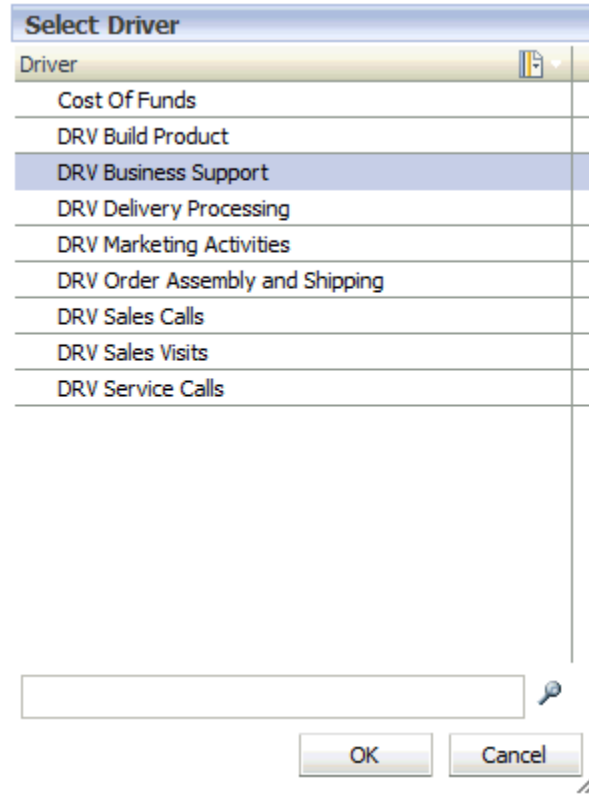 Select Driver
Driver
Cost Of Funds
DRV Build Product
DRV Business Support
DRV Delivery Processing
DRV Marketing Activities
DRV Order Assembly and Shipping
DRV Sales Calls
DRV Sales Visits
DRV Service Calls
OK Cancel